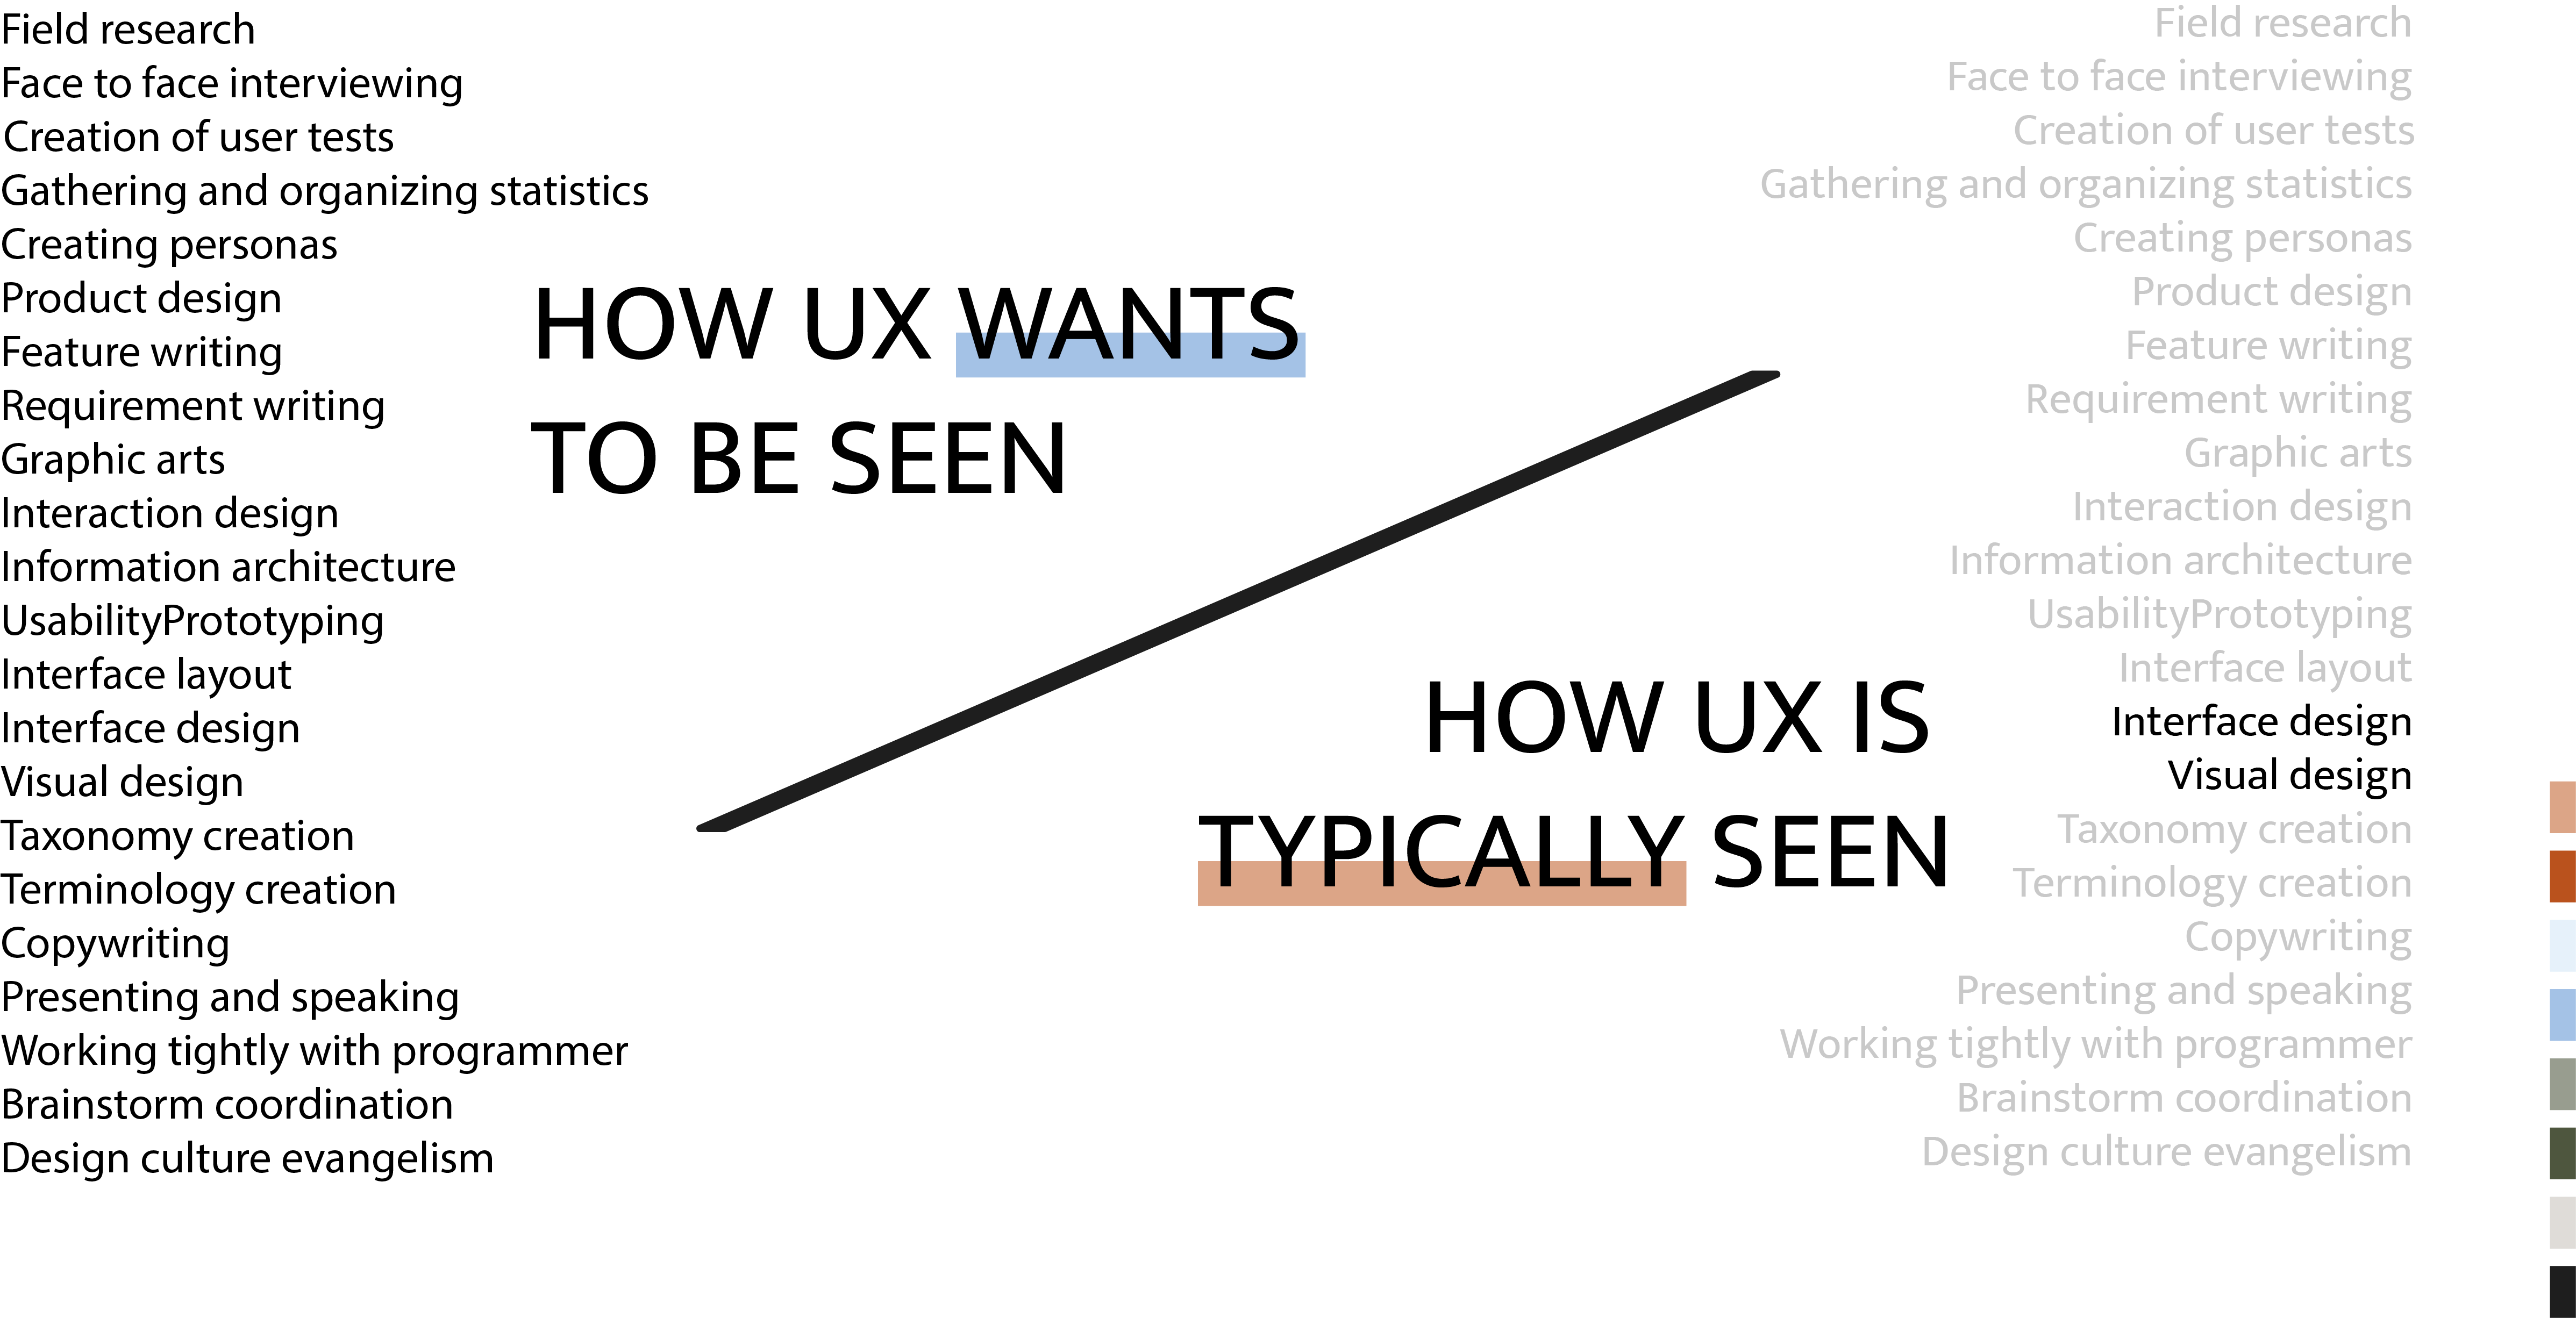 Field research
Face to face interviewing
Creation of user tests
Gathering and organizing statistics
Creating personas
Product design
Feature writing
Requirement writing
Graphic arts
Interaction design
Information architecture
UsabilityPrototyping
Interface layout
Interface design
Visual design
Taxonomy creation
Terminology creation
Copywriting
Presenting and speaking
Working tightly with programmer
Brainstorm coordination
Design culture evangelism
HOW UX WANTS
TO BE SEEN
HOW UX IS
TYPICALLY SEEN
Field research
Face to face interviewing
Creation of user tests
Gathering and organizing statistics
Creating personas
Product design
Feature writing
Requirement writing
Graphic arts
Interaction design
Information architecture
UsabilityPrototyping
Interface layout
Interface design
Visual design
Taxonomy creation
Terminology creation
Copywriting
Presenting and speaking
Working tightly with programmer
Brainstorm coordination
Design culture evangelism